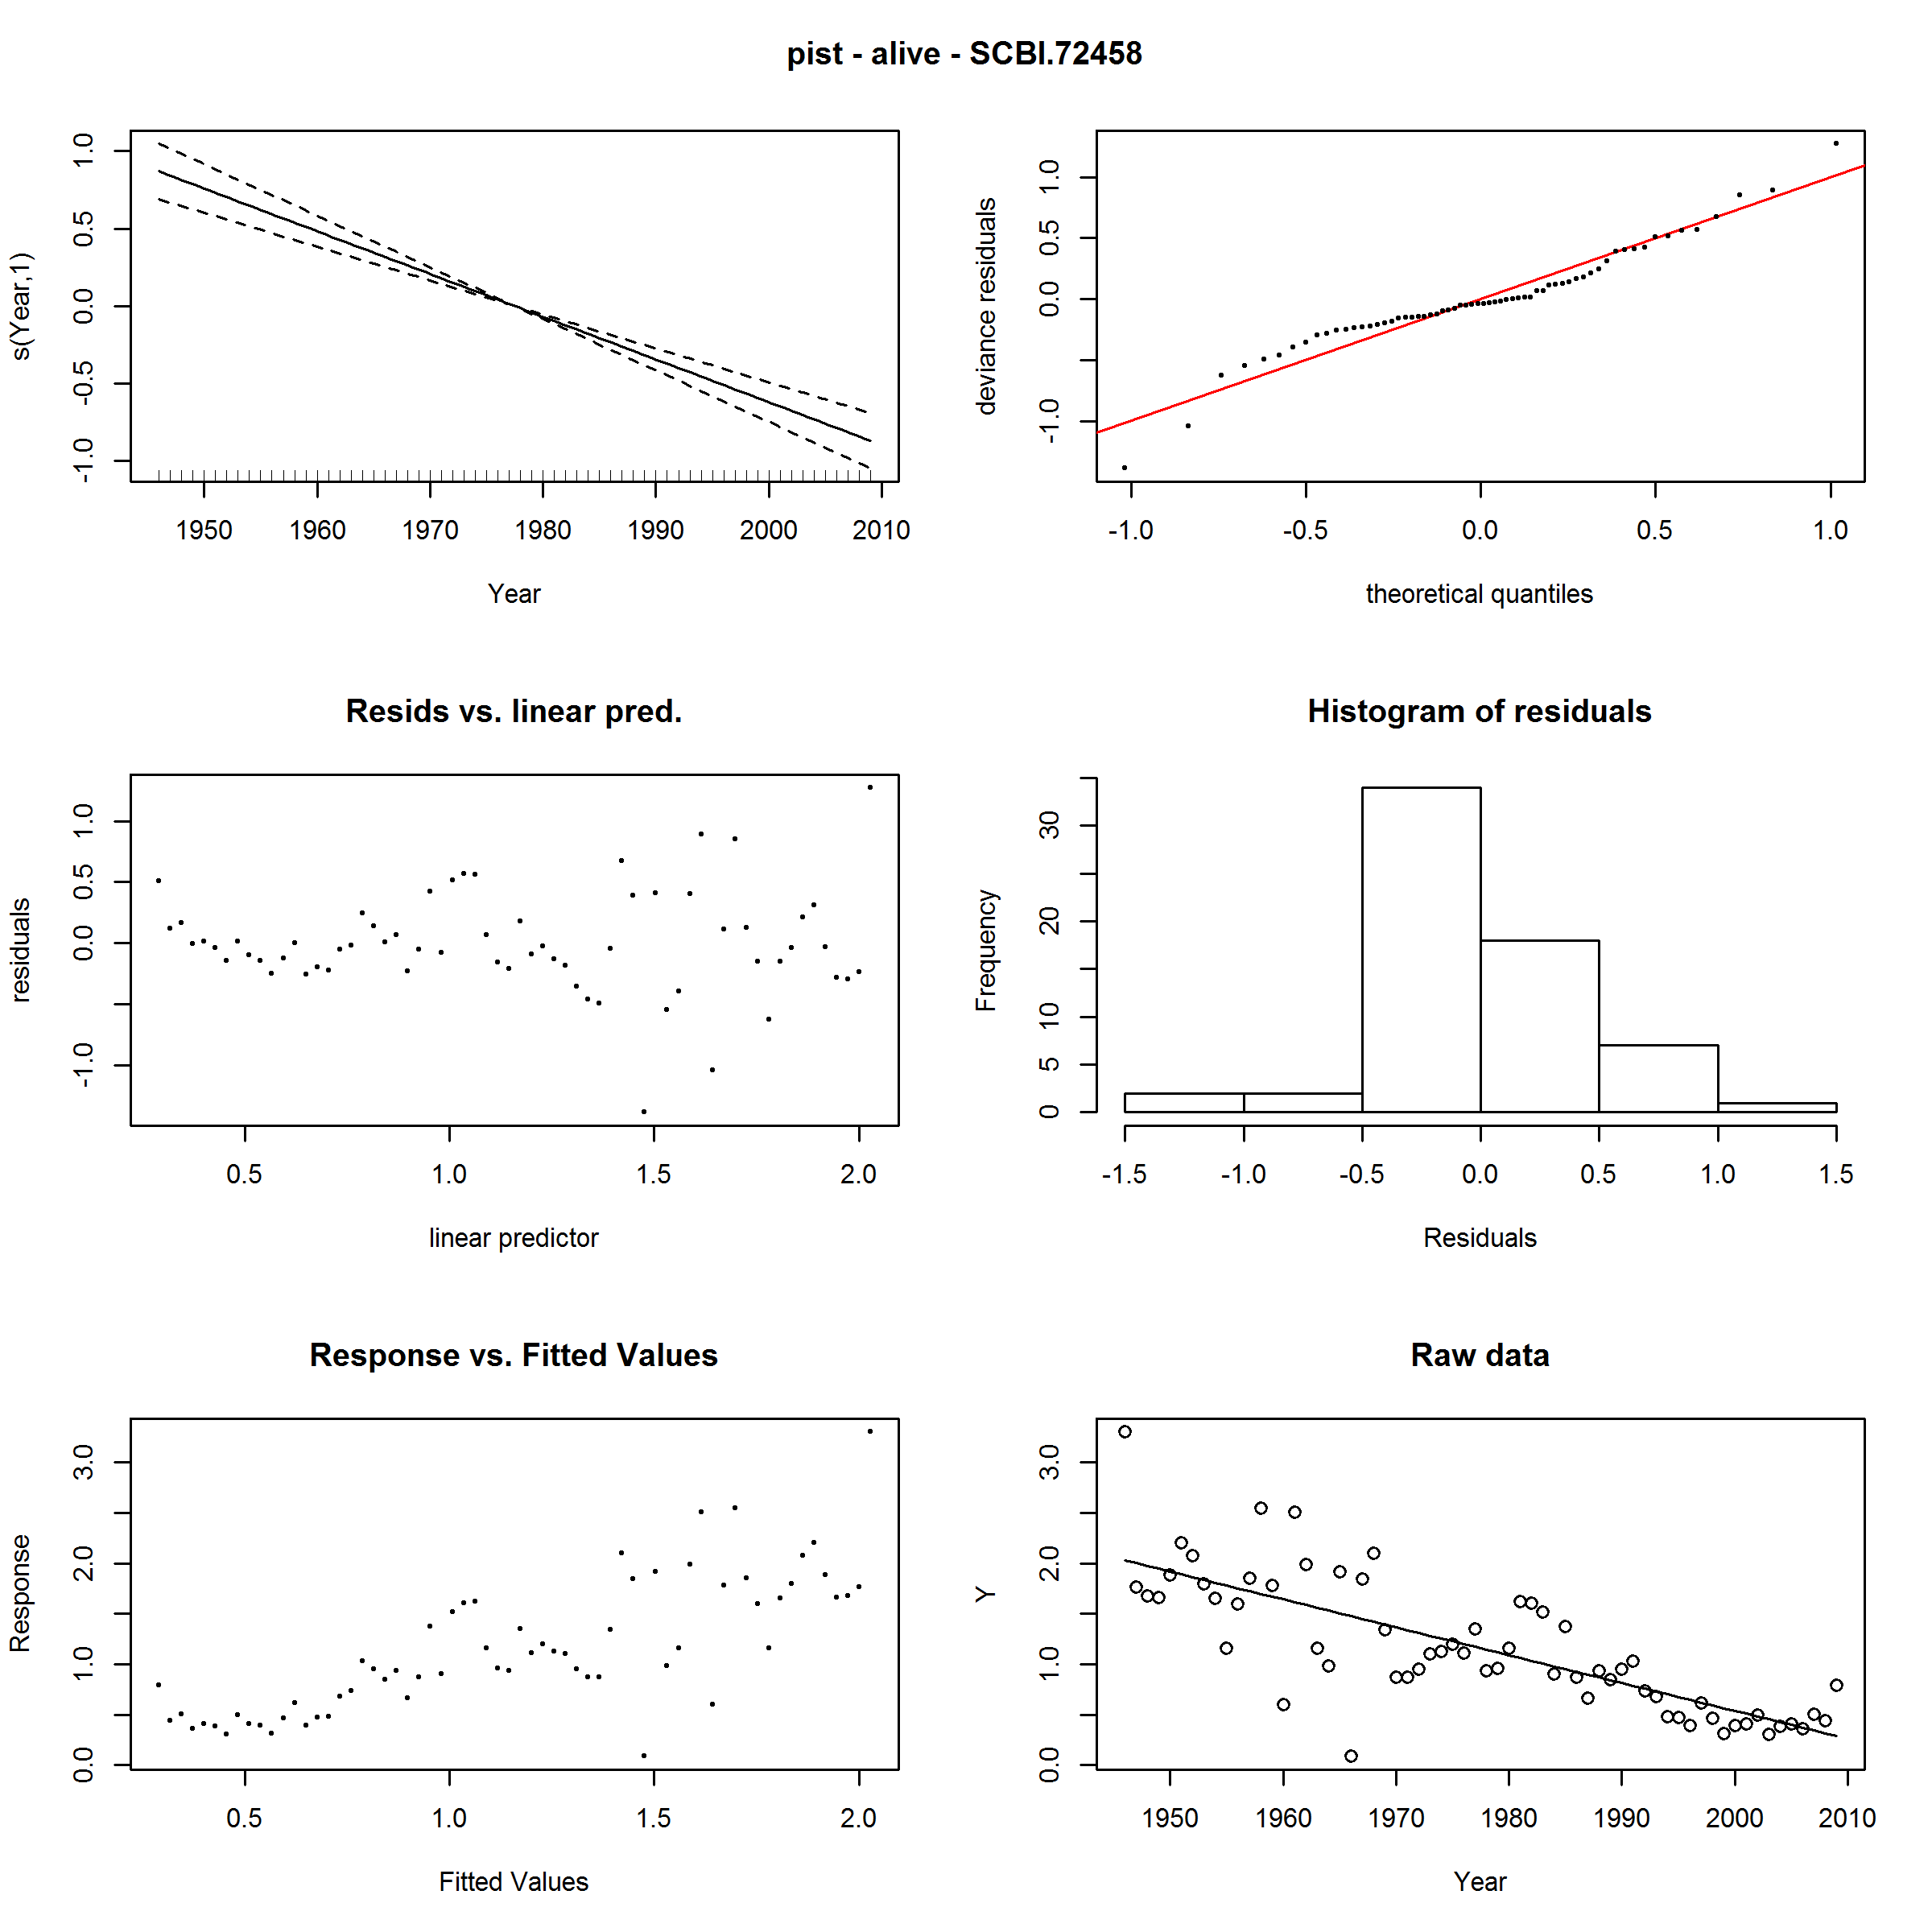 pist - alive - SCBI.72458
s(Year,1)
1.0
0.5
0.0
-0.5
-1.0
1950 1960 1970 1980 1990 2000 2010
Year
deviance residuals
1.0
0.5
0.0
-1.0
-1.0 -0.5 0.0 0.5 1.0
theoretical quantiles
Resids vs. linear pred.
residuals
1.0
0.5
0.0
-1.0
0.5 1.0 1.5 2.0
linear predictor
Histogram of residuals
Frequency
30
20
10
5
0
-1.5 -1.0 -0.5 0.0 0.5 1.0 1.5
Residuals
Response vs. Fitted Values
Response
3.0
2.0
1.0
0.0
0.5 1.0 1.5 2.0
Fitted Values
Raw data
Y
3.0
2.0
1.0
0.0
1950 1960 1970 1980 1990 2000 2010
Year